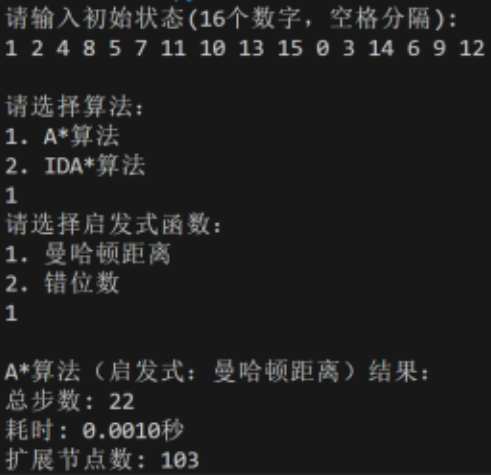 请输入初始状态(16个数字，空格分隔):
1 2 4 8 5 7 11 10 13 15 0 3 14 6 9 12
请选择算法:
1. A*算法
2. IDA*算法
1
请选择启发式函数:
1. 曼哈顿距离
2. 错位数
1
A*算法（启发式: 曼哈顿距离）结果:
总步数: 22
耗时: 0.0010秒
扩展节点数: 103